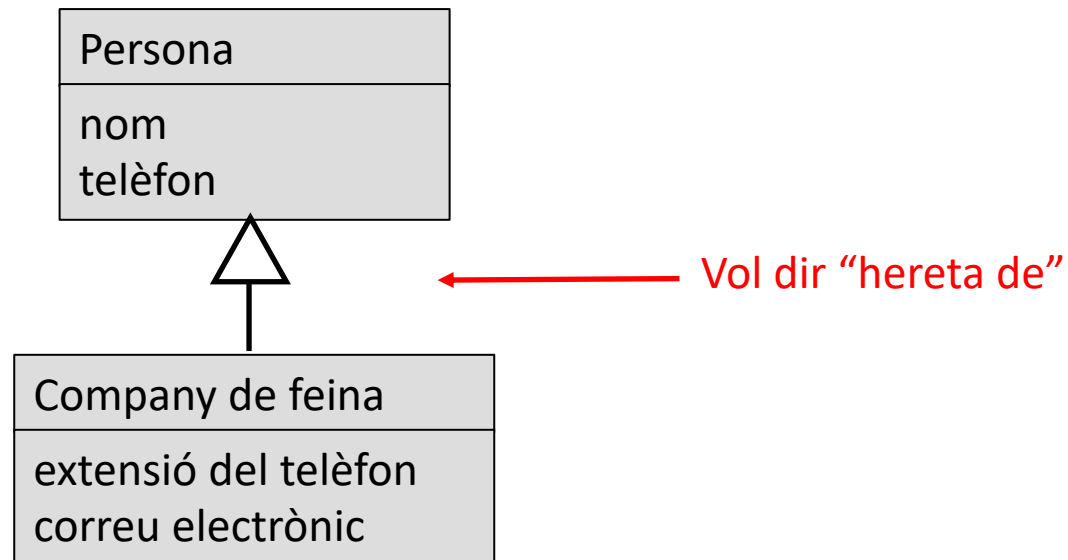 Persona
nom
telèfon
Vol dir “hereta de”
Company de feina
extensió del telèfon
correu electrònic